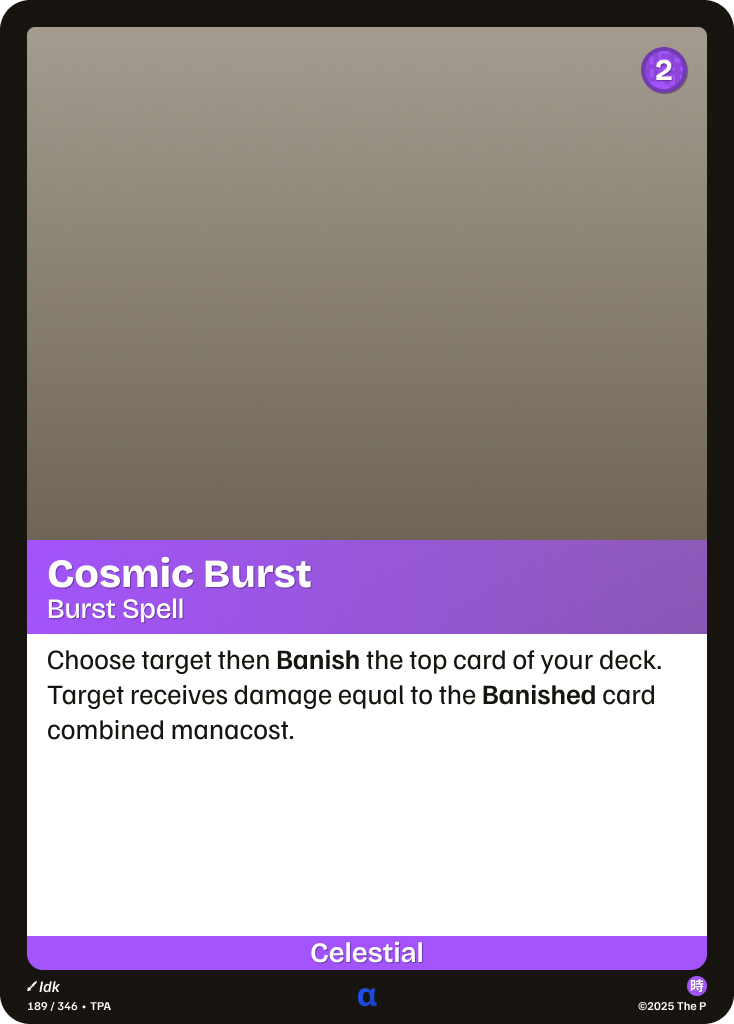 2
Cosmic Burst
Burst Spell
Choose target then Banish the top card of your deck.
Target receives damage equal to the Banished card
combined manacost.
Celestial
Idk
189 / 346 • TPA
α
時
©2025 The P